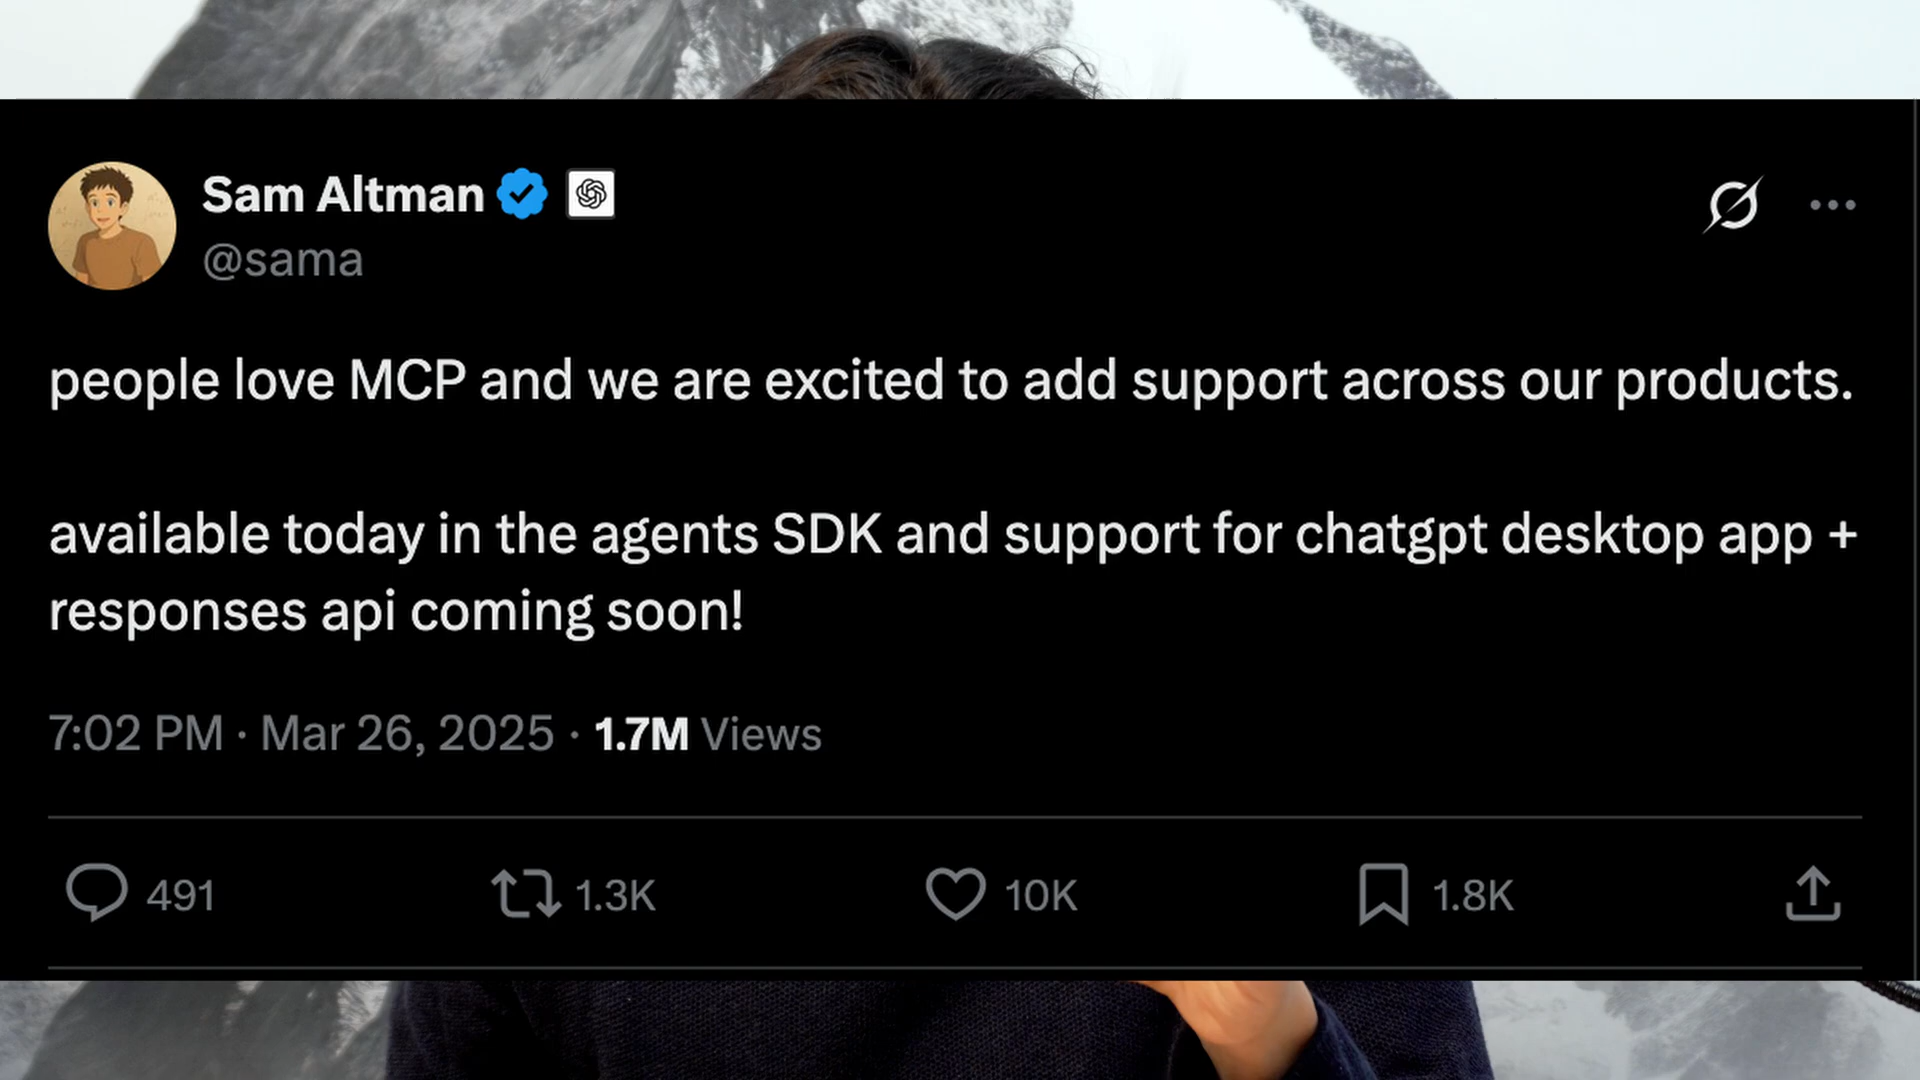 Sam Altman
@sama
people love MCP and we are excited to add support across our products.
available today in the agents SDK and support for chatgpt desktop app +
responses api coming soon!
7:02 PM · Mar 26, 2025 · 1.7M Views
491 1.3K 10K 1.8K